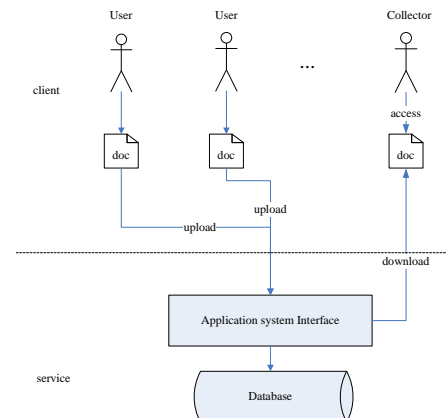 User User Collector
...
client
access
doc doc doc
upload
upload
download
Application system Interface
service
Database